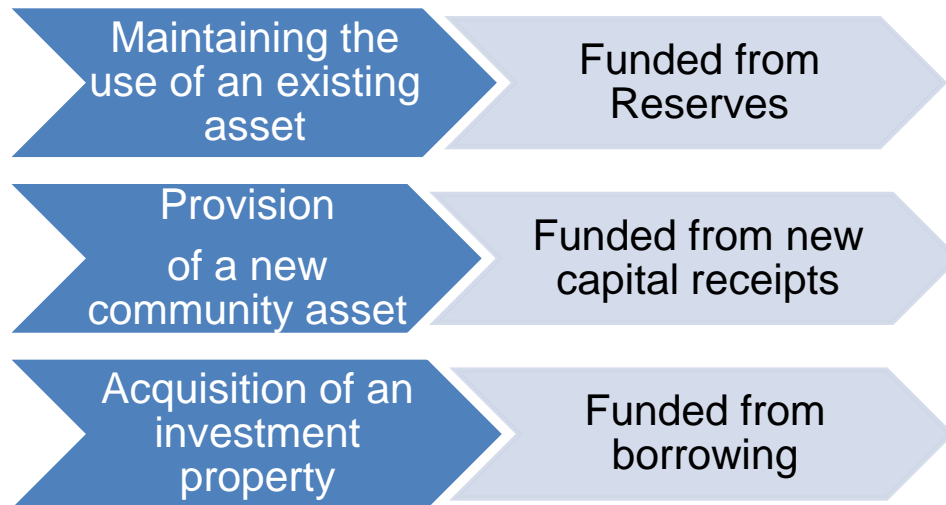 Maintaining the
use of an existing
asset
Funded from
Reserves
Provision
of a new
community asset
Funded from new
capital receipts
Acquisition of an
investment
property
Funded from
borrowing